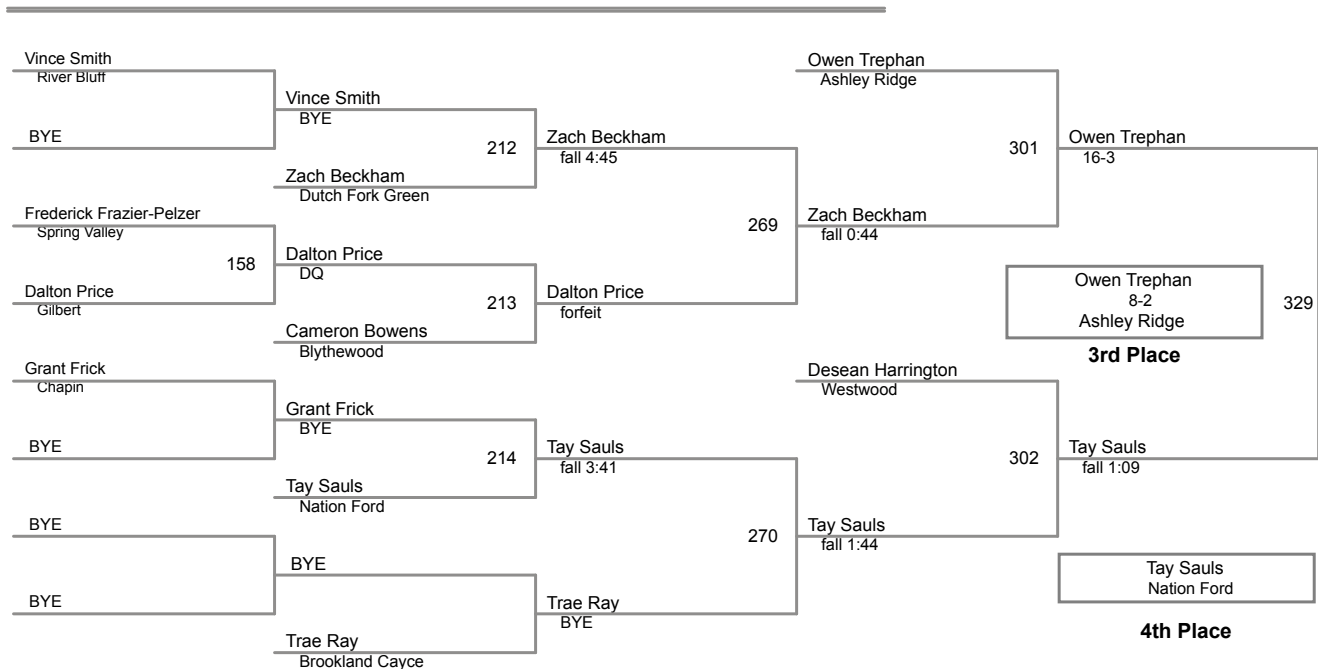 Vince Smith
River Bluff
BYE
Frederick Frazier-Pelzer
Spring Valley
158
Dalton Price
Gilbert
Grant Frick
Chapin
BYE
BYE
BYE
Vince Smith
BYE
212
Zach Beckham
Dutch Fork Green
Dalton Price
DQ
213
Cameron Bowens
Blythewood
Grant Frick
BYE
214
Tay Sauls
Nation Ford
BYE
Trae Ray
Brookland Cayce
Zach Beckham
fall 4:45
269
Dalton Price
forfeit
Tay Sauls
fall 3:41
270
Trae Ray
BYE
Owen Trephan
Ashley Ridge
301
Zach Beckham
fall 0:44
Desean Harrington
Westwood
302
Tay Sauls
fall 1:44
Owen Trephan
16-3
Owen Trephan
8-2
Ashley Ridge
329
3rd Place
Tay Sauls
fall 1:09
Tay Sauls
Nation Ford
4th Place